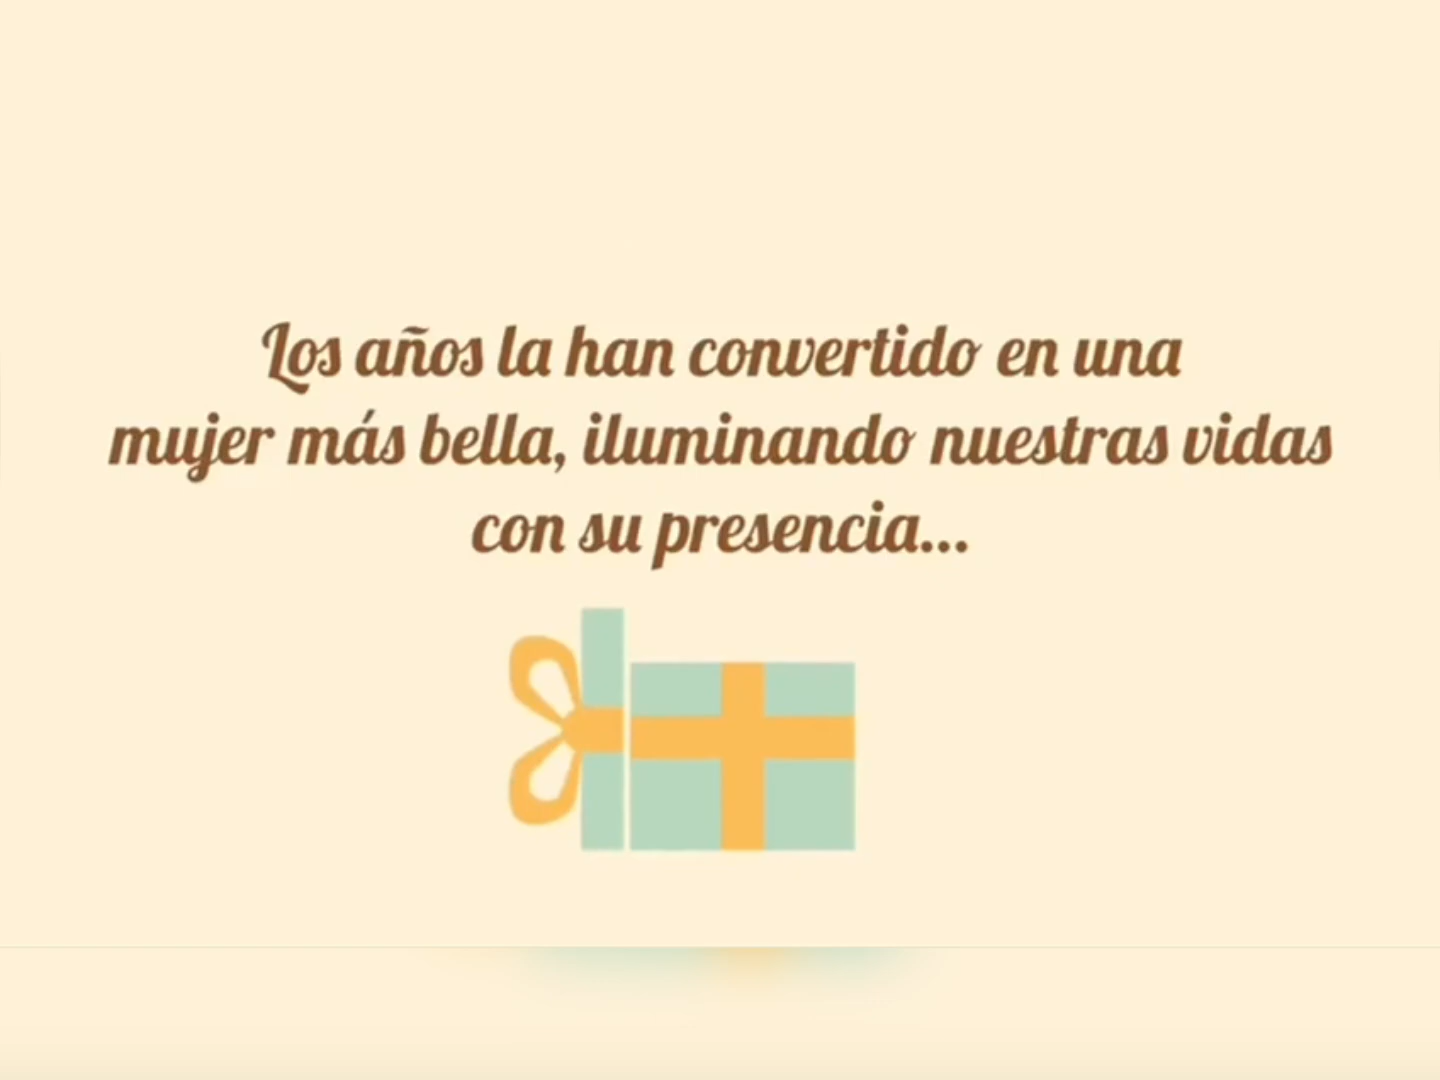 Los años la han convertido en una
mujer más bella, iluminando nuestras vidas
con su presencia...